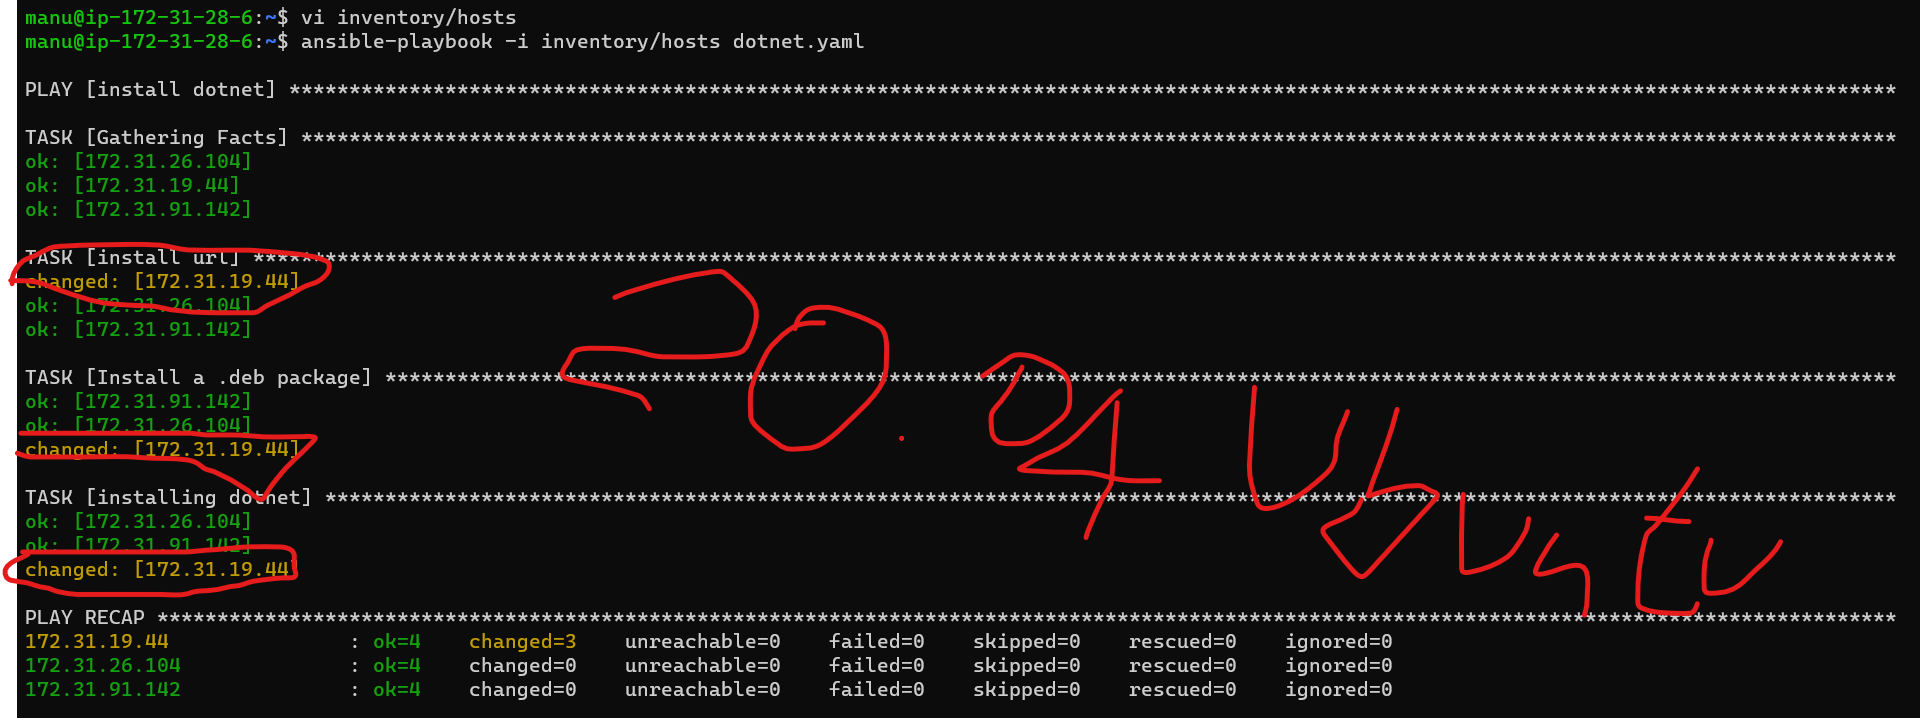 manu@ip-172-31-28-6:~$ vi inventory/hosts
manu@ip-172-31-28-6:~$ ansible-playbook -i inventory/hosts dotnet.yaml
PLAY [install dotnet] **************************************************************************************************************************************
TASK [Gathering Facts] *************************************************************************************************************************************
ok: [172.31.26.104]
ok: [172.31.19.44]
ok: [172.31.91.142]
TASK [install url] *****************************************************************************************************************************************
changed: [172.31.19.44]
ok: [172.31.26.104]
ok: [172.31.91.142]
TASK [Install a .deb package] ******************************************************************************************************************************
ok: [172.31.91.142]
ok: [172.31.26.104]
changed: [172.31.19.44]
TASK [installing dotnet] ***********************************************************************************************************************************
ok: [172.31.26.104]
ok: [172.31.91.142]
changed: [172.31.19.44]
PLAY RECAP *************************************************************************************************************************************************
172.31.19.44 : ok=4 changed=3 unreachable=0 failed=0 skipped=0 rescued=0 ignored=0
172.31.26.104 : ok=4 changed=0 unreachable=0 failed=0 skipped=0 rescued=0 ignored=0
172.31.91.142 : ok=4 changed=0 unreachable=0 failed=0 skipped=0 rescued=0 ignored=0
20.04 Ubuntu